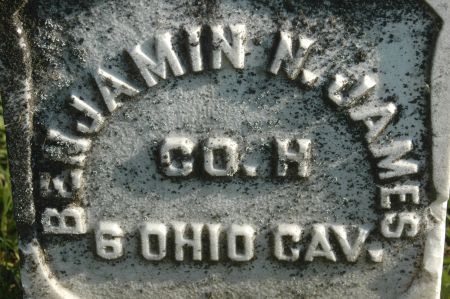 BENJAMIN N. JAMES
CO. H
6 OHIO CAV.